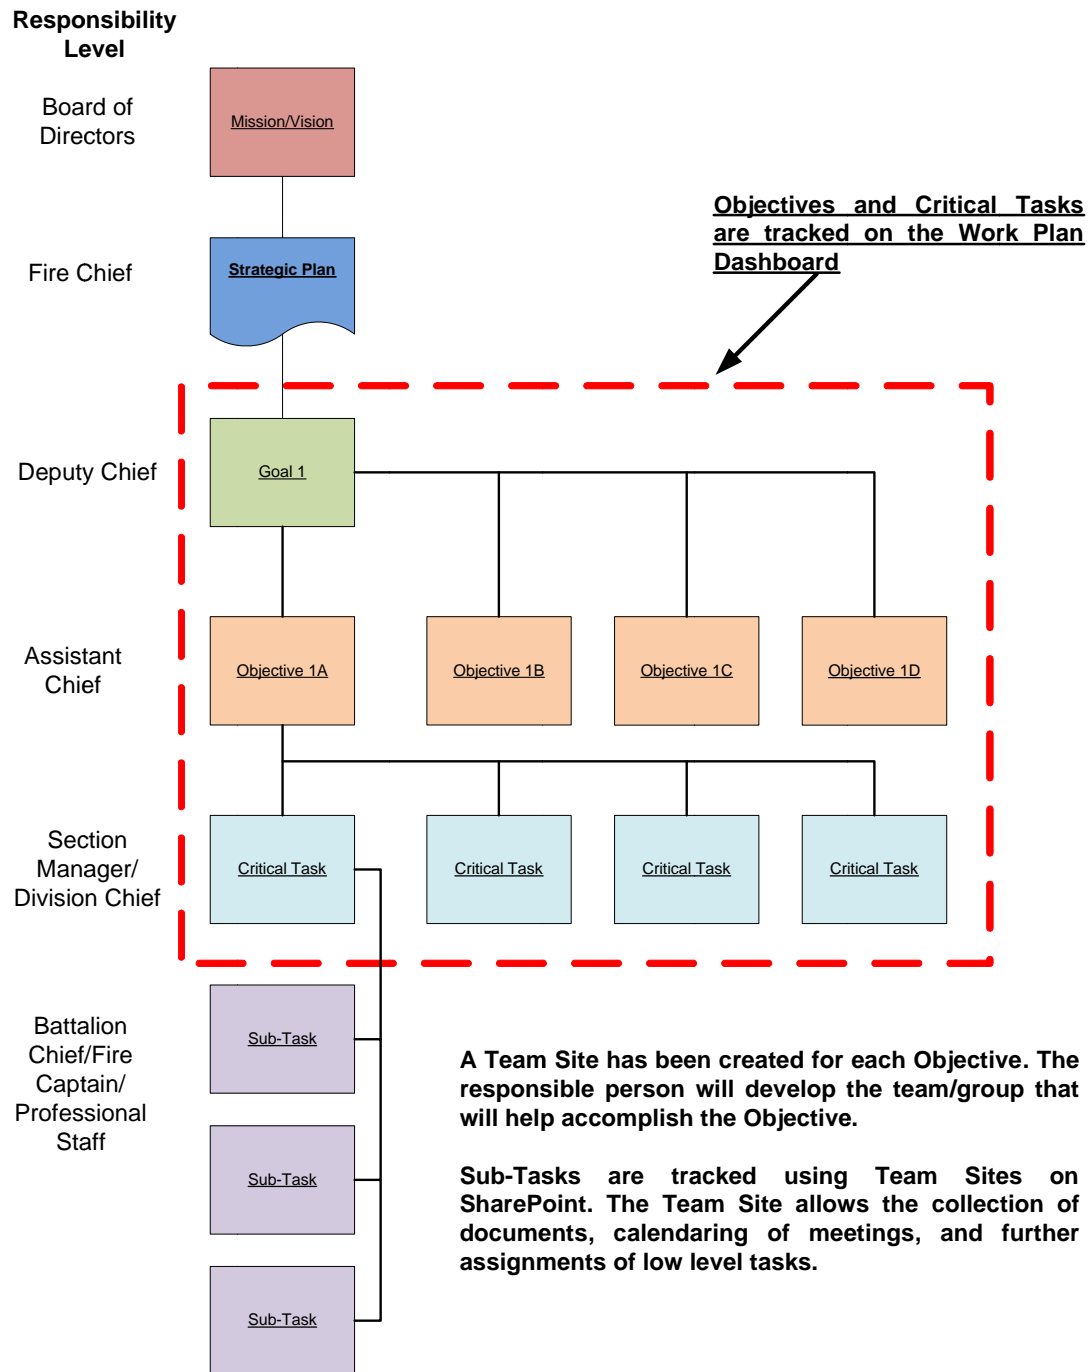 Responsibility
Level
Board of
Directors
Mission/Vision
Objectives and Critical Tasks
are tracked on the Work Plan
Dashboard
Fire Chief
Strategic Plan
Deputy Chief
Goal 1
Assistant
Chief
Objective 1A
Objective 1B
Objective 1C
Objective 1D
Section
Manager/
Division Chief
Critical Task
Critical Task
Critical Task
Critical Task
Battalion
Chief/Fire
Captain/
Professional
Staff
Sub-Task
Sub-Task
Sub-Task
A Team Site has been created for each Objective. The
responsible person will develop the team/group that
will help accomplish the Objective.
Sub-Tasks are tracked using Team Sites on
SharePoint. The Team Site allows the collection of
documents, calendaring of meetings, and further
assignments of low level tasks.